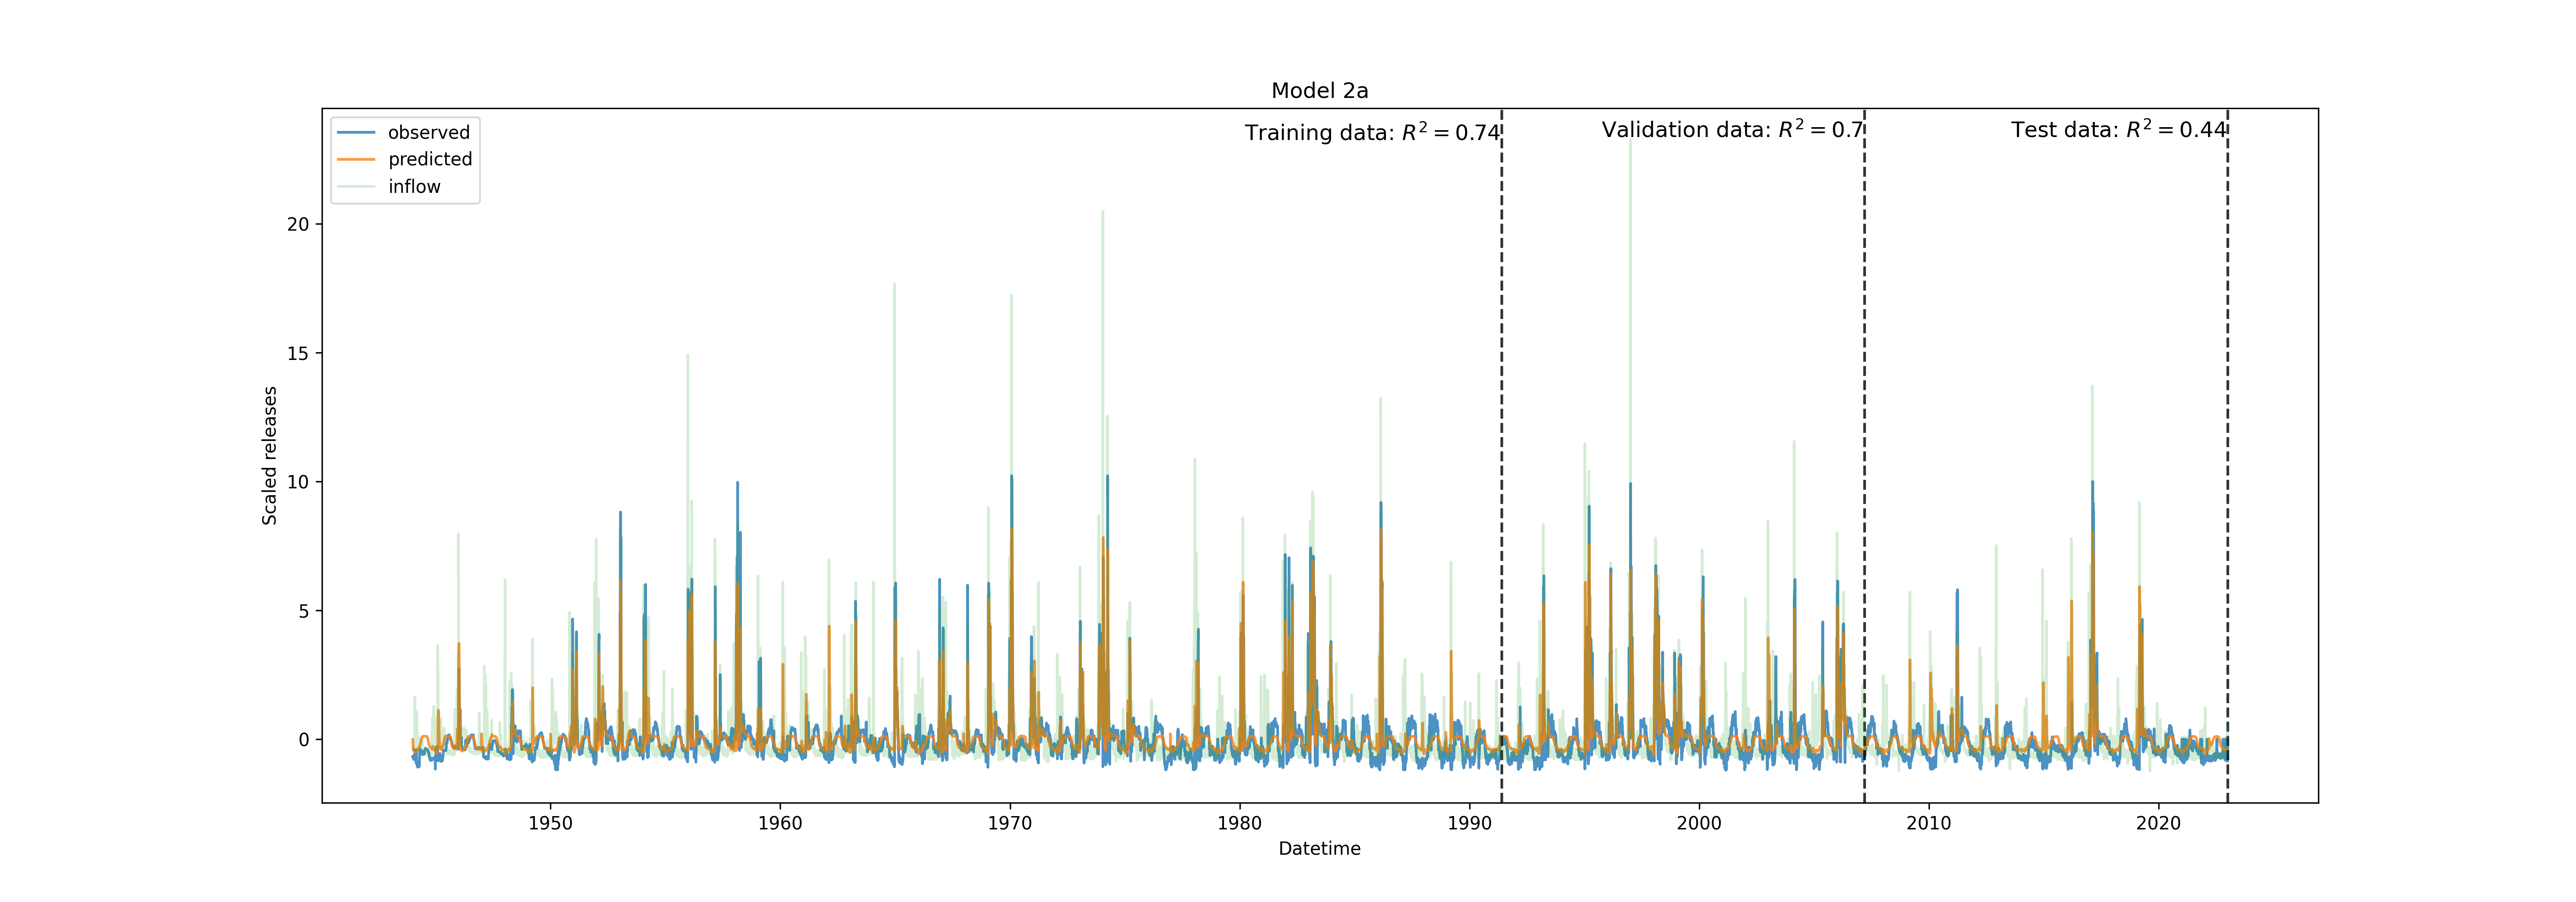 Model 2a
observed
predicted
inflow
Training data: R² = 0.74
Validation data: R² = 0.7
Test data: R² = 0.44
Scaled releases
20
15
10
5
0
1950 1960 1970 1980 1990 2000 2010 2020
Datetime